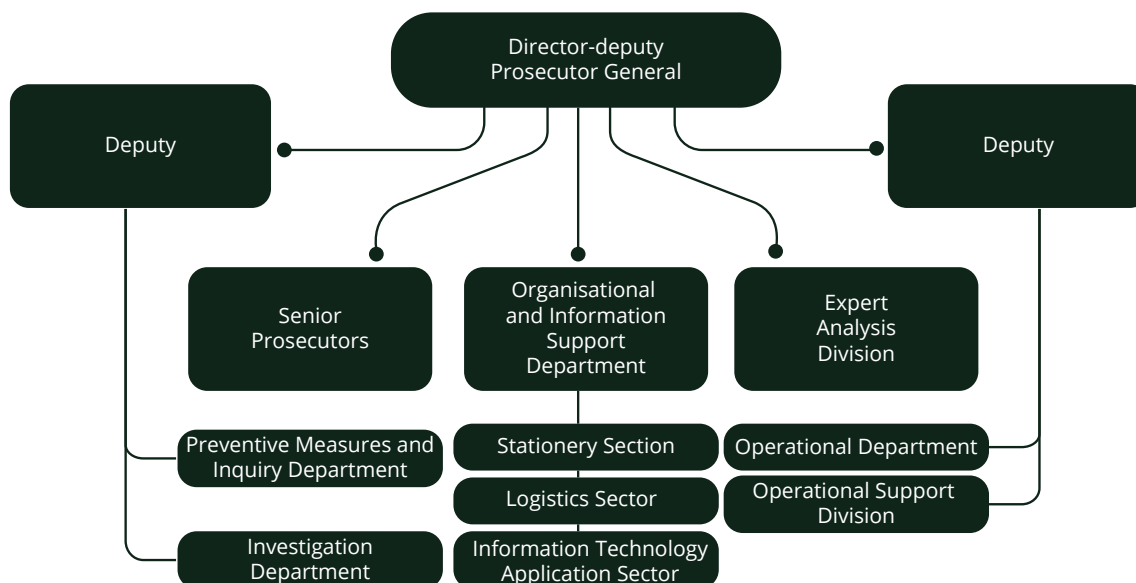 Director-deputy
Prosecutor General
Deputy
Deputy
Senior
Prosecutors
Organisational
and Information
Support
Department
Expert
Analysis
Division
Preventive Measures and
Inquiry Department
Stationery Section
Operational Department
Logistics Sector
Operational Support
Division
Investigation
Department
Information Technology
Application Sector